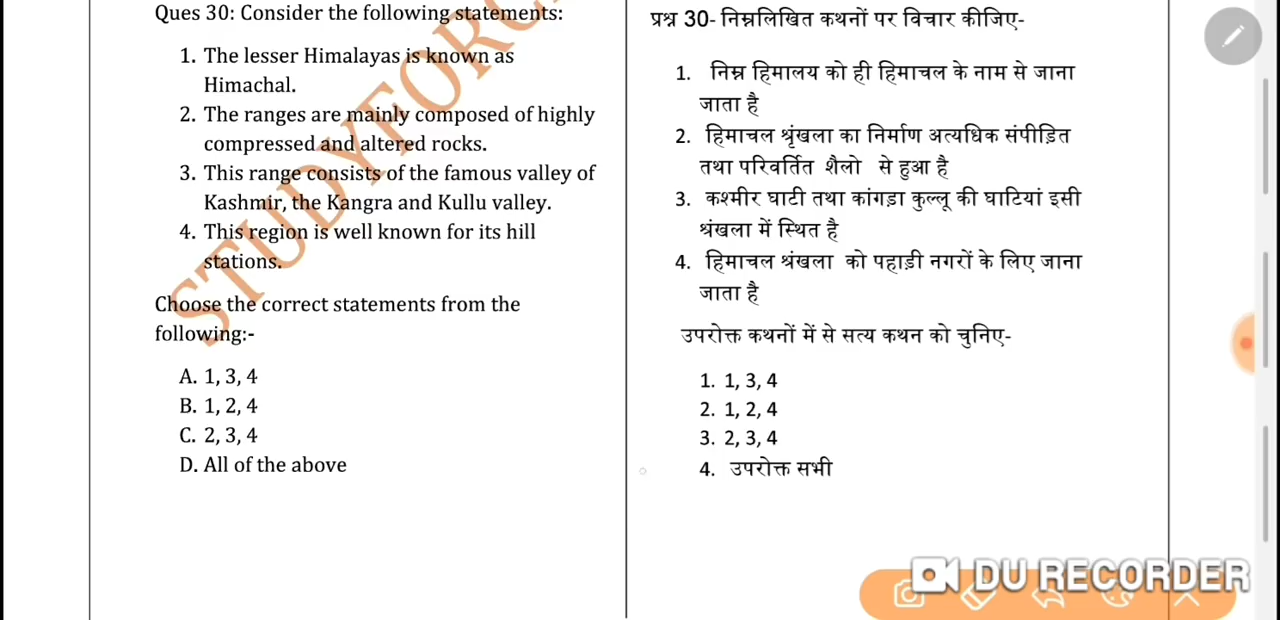 Ques 30: Consider the following statements:
1. The lesser Himalayas is known as
Himachal.
2. The ranges are mainly composed of highly
compressed and altered rocks.
3. This range consists of the famous valley of
Kashmir, the Kangra and Kullu valley.
4. This region is well known for its hill
stations.
Choose the correct statements from the
following:-
A. 1, 3, 4
B. 1, 2, 4
C. 2, 3, 4
D. All of the above
प्रश्न 30- निम्नलिखित कथनों पर विचार कीजिए-
1. निम्न हिमालय को ही हिमाचल के नाम से जाना
जाता है
2. हिमाचल श्रृंखला का निर्माण अत्यधिक संपीड़ित
तथा परिवर्तित शैलो से हुआ है
3. कश्मीर घाटी तथा कांगड़ा कुल्लू की घाटियां इसी
श्रंखला में स्थित है
4. हिमाचल श्रंखला को पहाड़ी नगरों के लिए जाना
जाता है
उपरोक्त कथनों में से सत्य कथन को चुनिए-
1. 1, 3, 4
2. 1, 2, 4
3. 2, 3, 4
4. उपरोक्त सभी
STUDYFORC
DU RECORDER